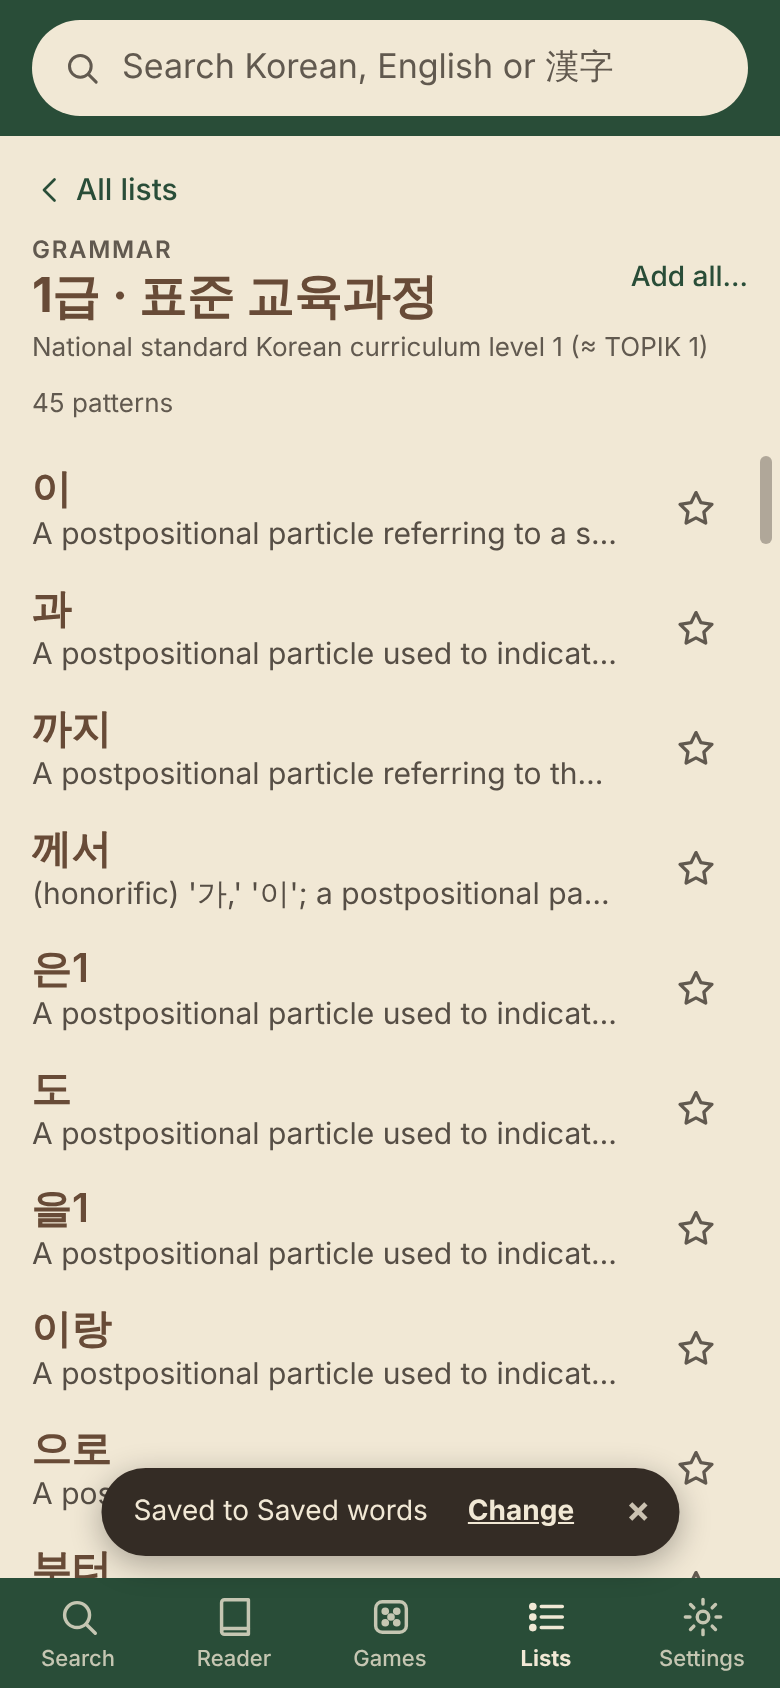 Search Korean, English or 漢字
All lists
GRAMMAR
1급 · 표준 교육과정
Add all...
National standard Korean curriculum level 1 (≈ TOPIK 1)
45 patterns
이
A postpositional particle referring to a s...
과
A postpositional particle used to indicat...
까지
A postpositional particle referring to th...
께서
(honorific) '가,' '이'; a postpositional pa...
은1
A postpositional particle used to indicat...
도
A postpositional particle used to indicat...
을1
A postpositional particle used to indicat...
이랑
A postpositional particle used to indicat...
으로
A pos
Saved to Saved words Change ×
부터
Search Reader Games Lists Settings